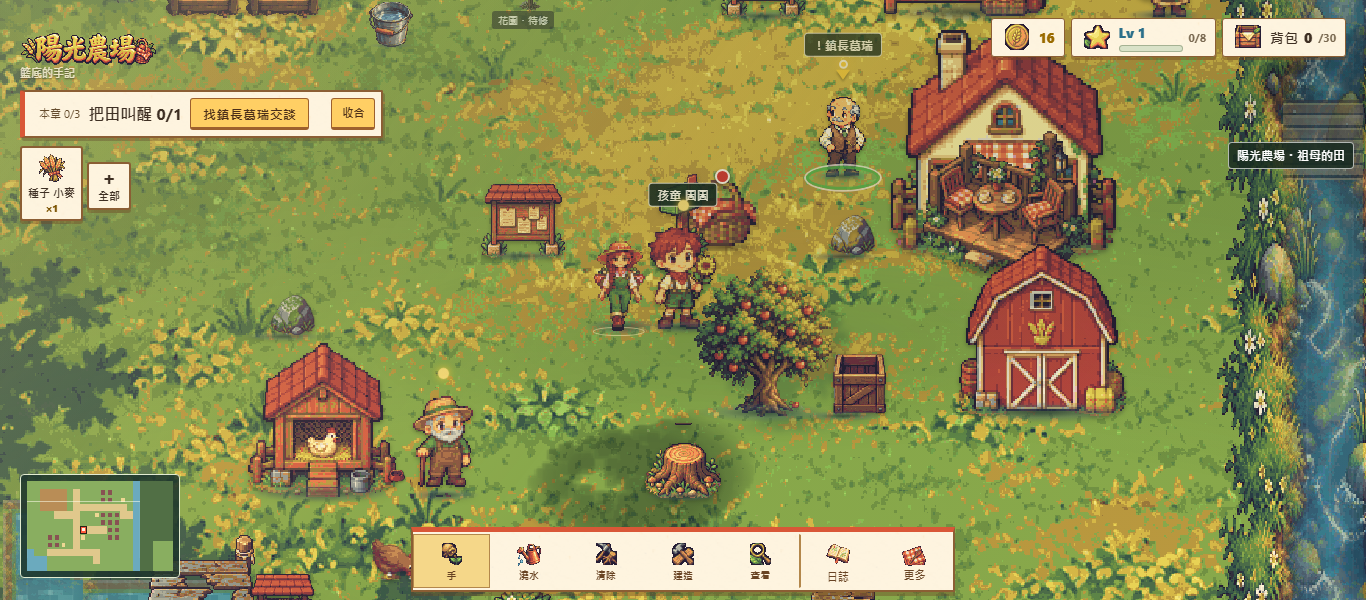 花圃 · 待修
！鎮長葛瑞
16
Lv 1
0/8
背包 0 /30
陽光農場
籃底的手記
本章 0/3 把田叫醒 0/1 找鎮長葛瑞交談 收合
陽光農場 · 祖母的田
種子 小麥
×1
+
全部
孩童 圓圓
手
澆水
清除
建造
查看
日誌
更多